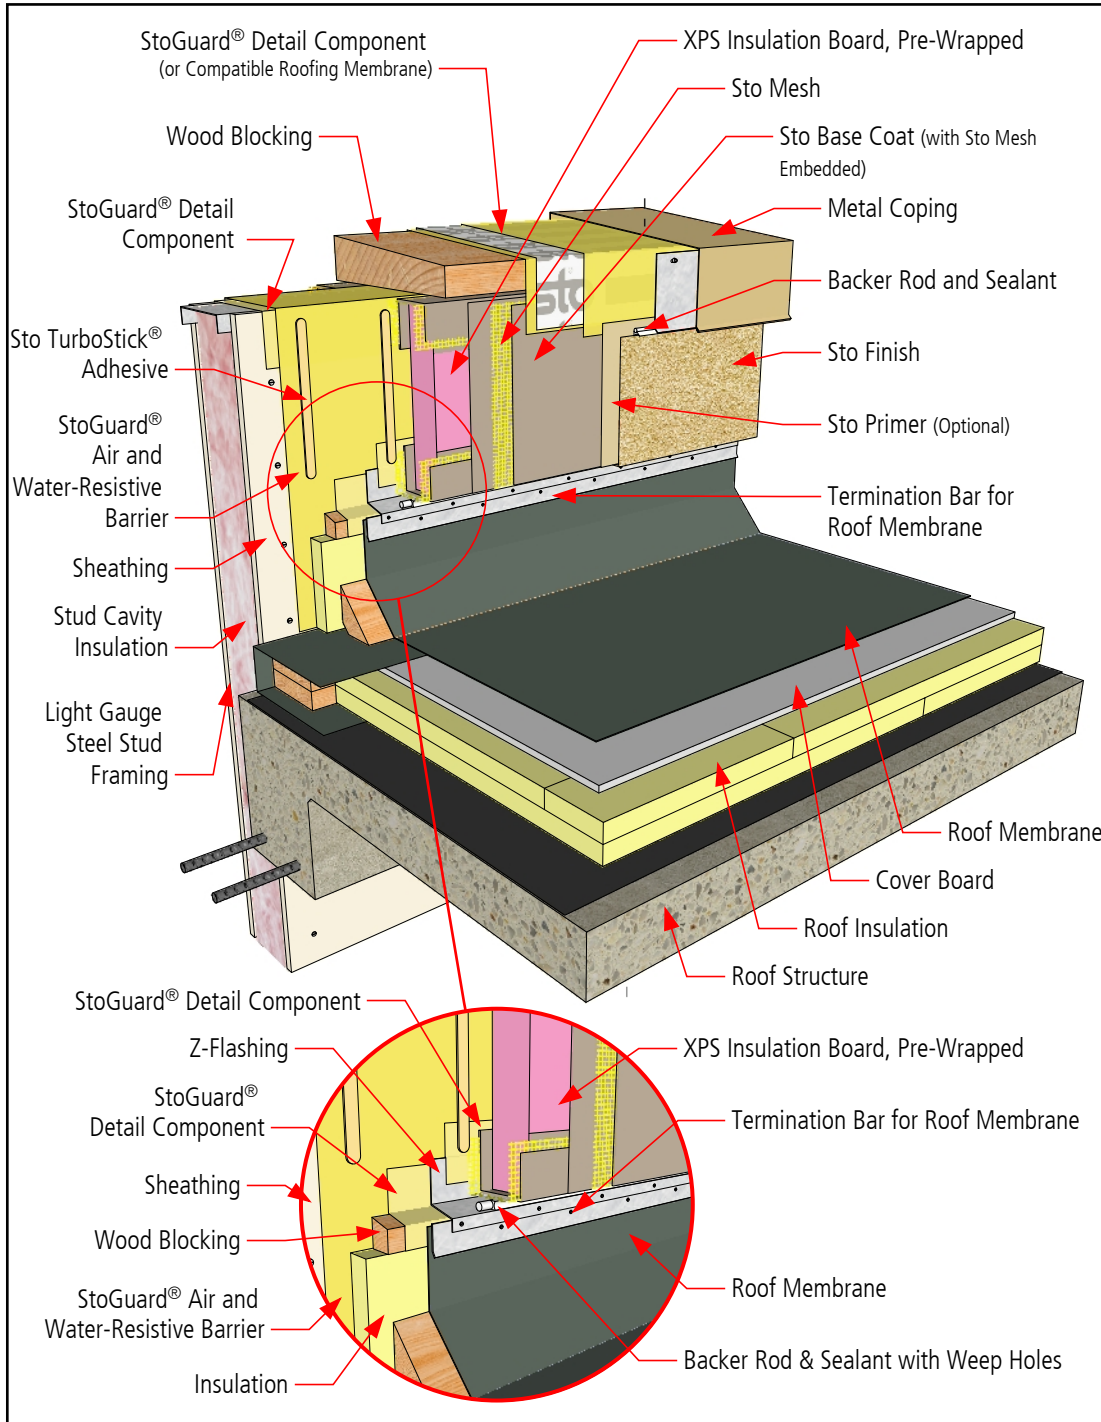 StoGuard® Detail Component
(or Compatible Roofing Membrane)
Wood Blocking
StoGuard® Detail
Component
Sto TurboStick®
Adhesive
StoGuard®
Air and
Water-Resistive
Barrier
Sheathing
Stud Cavity
Insulation
Light Gauge
Steel Stud
Framing
XPS Insulation Board, Pre-Wrapped
Sto Mesh
Sto Base Coat (with Sto Mesh
Embedded)
Metal Coping
Backer Rod and Sealant
Sto Finish
Sto Primer (Optional)
Termination Bar for
Roof Membrane
Roof Membrane
Cover Board
Roof Insulation
Roof Structure
sto
StoGuard® Detail Component
Z-Flashing
StoGuard®
Detail Component
Sheathing
Wood Blocking
StoGuard® Air and
Water-Resistive Barrier
Insulation
XPS Insulation Board, Pre-Wrapped
Termination Bar for Roof Membrane
Roof Membrane
Backer Rod & Sealant with Weep Holes